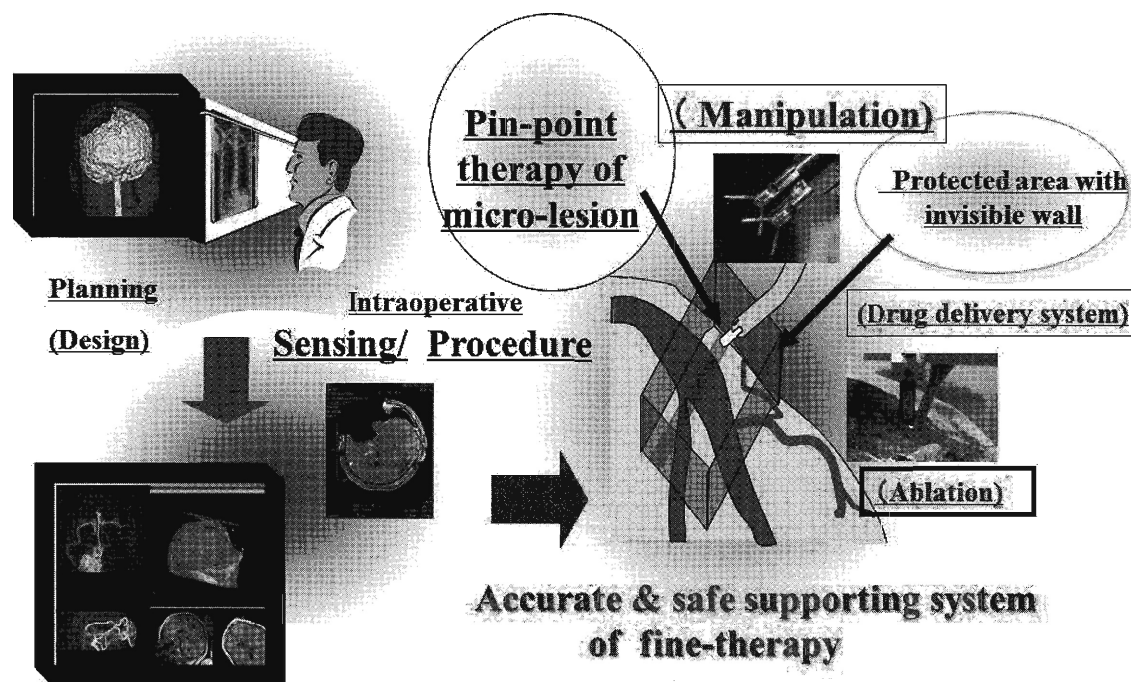 Pin-point
therapy of
micro-lesion
(Manipulation)
Protected area with
invisible wall
Planning
(Design)
Intraoperative
Sensing/ Procedure
(Drug delivery system)
(Ablation)
Accurate & safe supporting system
of fine-therapy